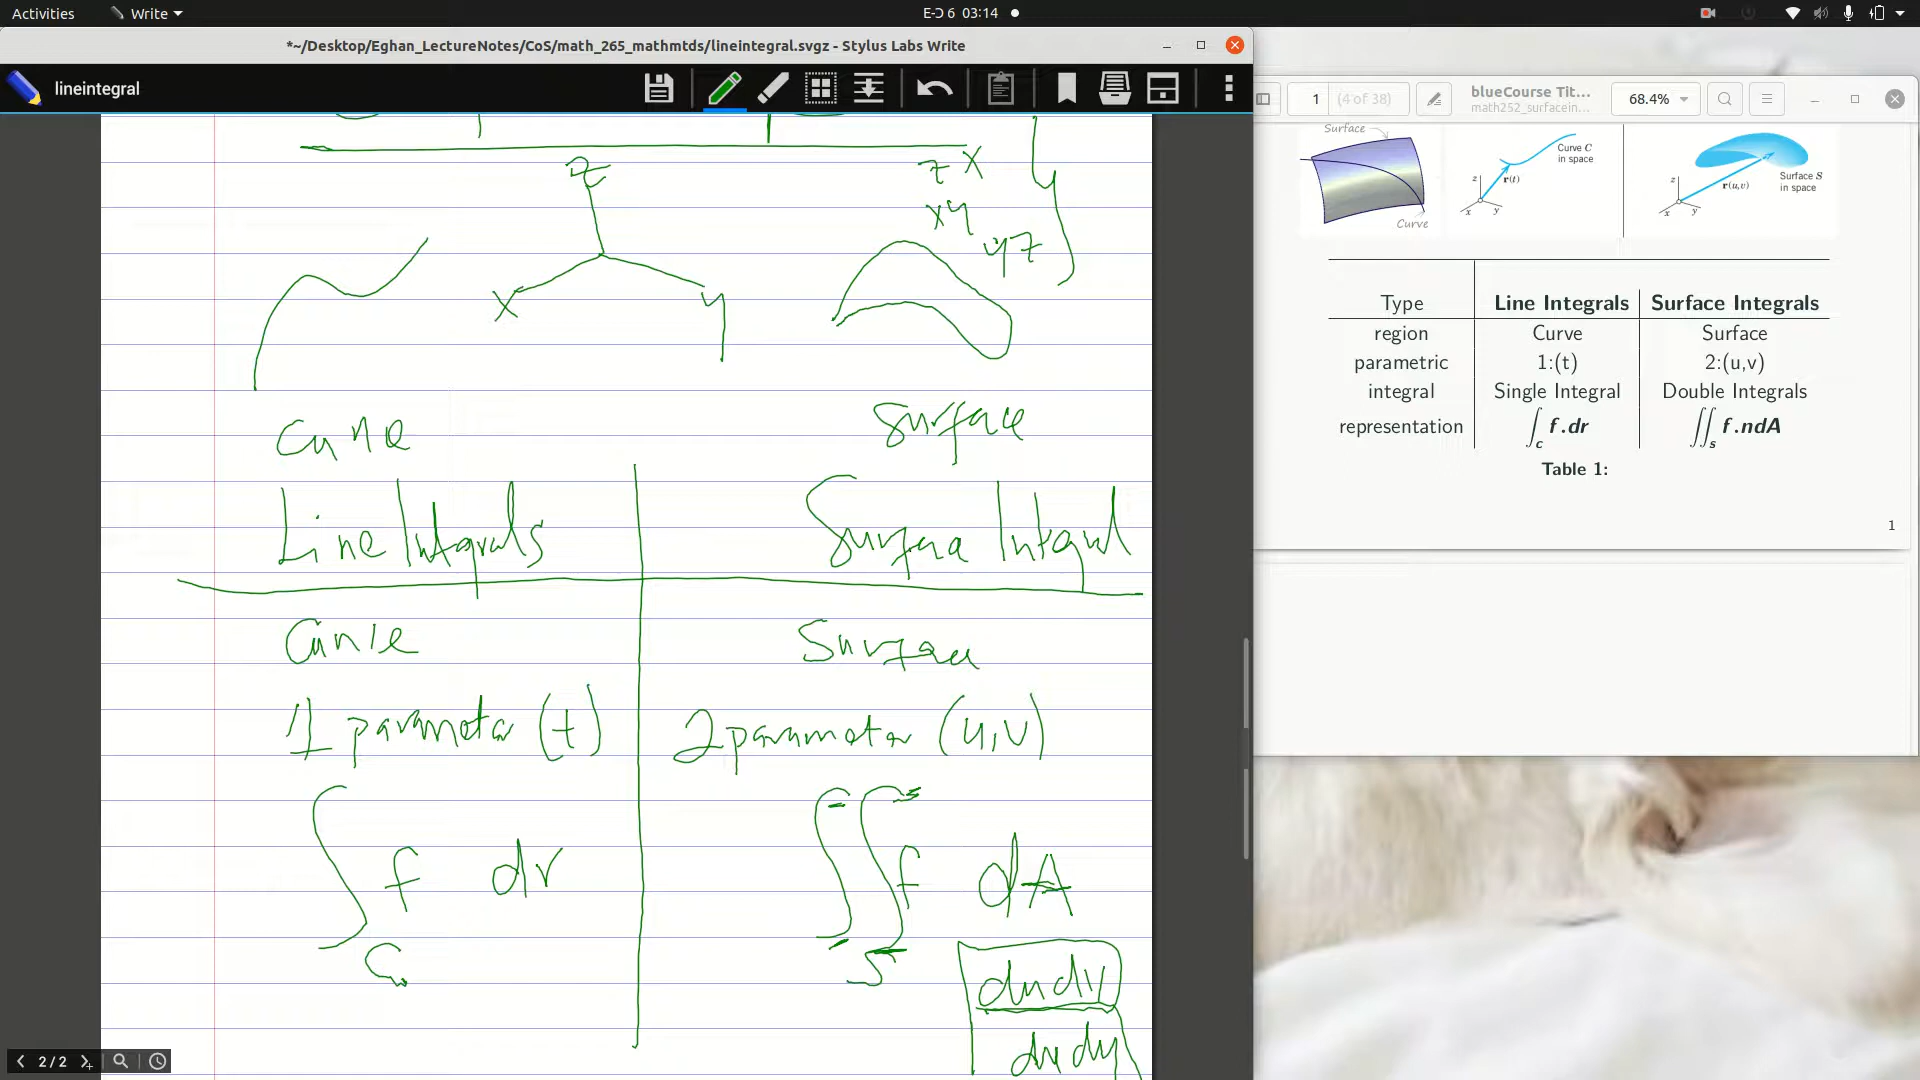 Activities
Write
E-Ɔ 6 03:14
*~/Desktop/Eghan_LectureNotes/CoS/math_265_mathmtds/lineintegral.svgz - Stylus Labs Write
lineintegral
z
x
y
z x
xy
yz
y
Curve
Surface
Line Integrals
Surface Integral
Curve
Surface
1 parameter (t)
2 parameter (u,v)
∫ f dr
C
∫∫ f dA
S
du dv
dx dy
2/2
1
(4 of 38)
blueCourse Tit...
math252_surfacein...
68.4%
Surface
Curve
Curve C
in space
r(t)
z
x
y
Surface S
in space
r(u,v)
z
x
y
Type Line Integrals Surface Integrals
region Curve Surface
parametric 1:(t) 2:(u,v)
integral Single Integral Double Integrals
representation ∫c f.dr ∬s f.ndA
Table 1:
1